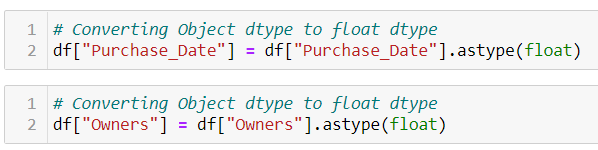 1 # Converting Object dtype to float dtype
2 df["Purchase_Date"] = df["Purchase_Date"].astype(float)
1 # Converting Object dtype to float dtype
2 df["Owners"] = df["Owners"].astype(float)